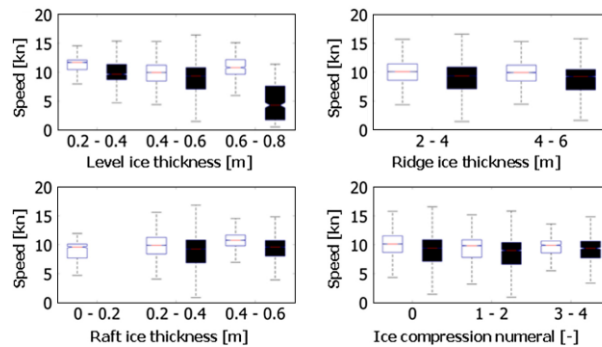 20
15
10
5
0
Speed [kn]
0.2 - 0.4 0.4 - 0.6 0.6 - 0.8
Level ice thickness [m]
20
15
10
5
0
Speed [kn]
2 - 4 4 - 6
Ridge ice thickness [m]
20
15
10
5
0
Speed [kn]
0 - 0.2 0.2 - 0.4 0.4 - 0.6
Raft ice thickness [m]
20
15
10
5
0
Speed [kn]
0 1 - 2 3 - 4
Ice compression numeral [-]